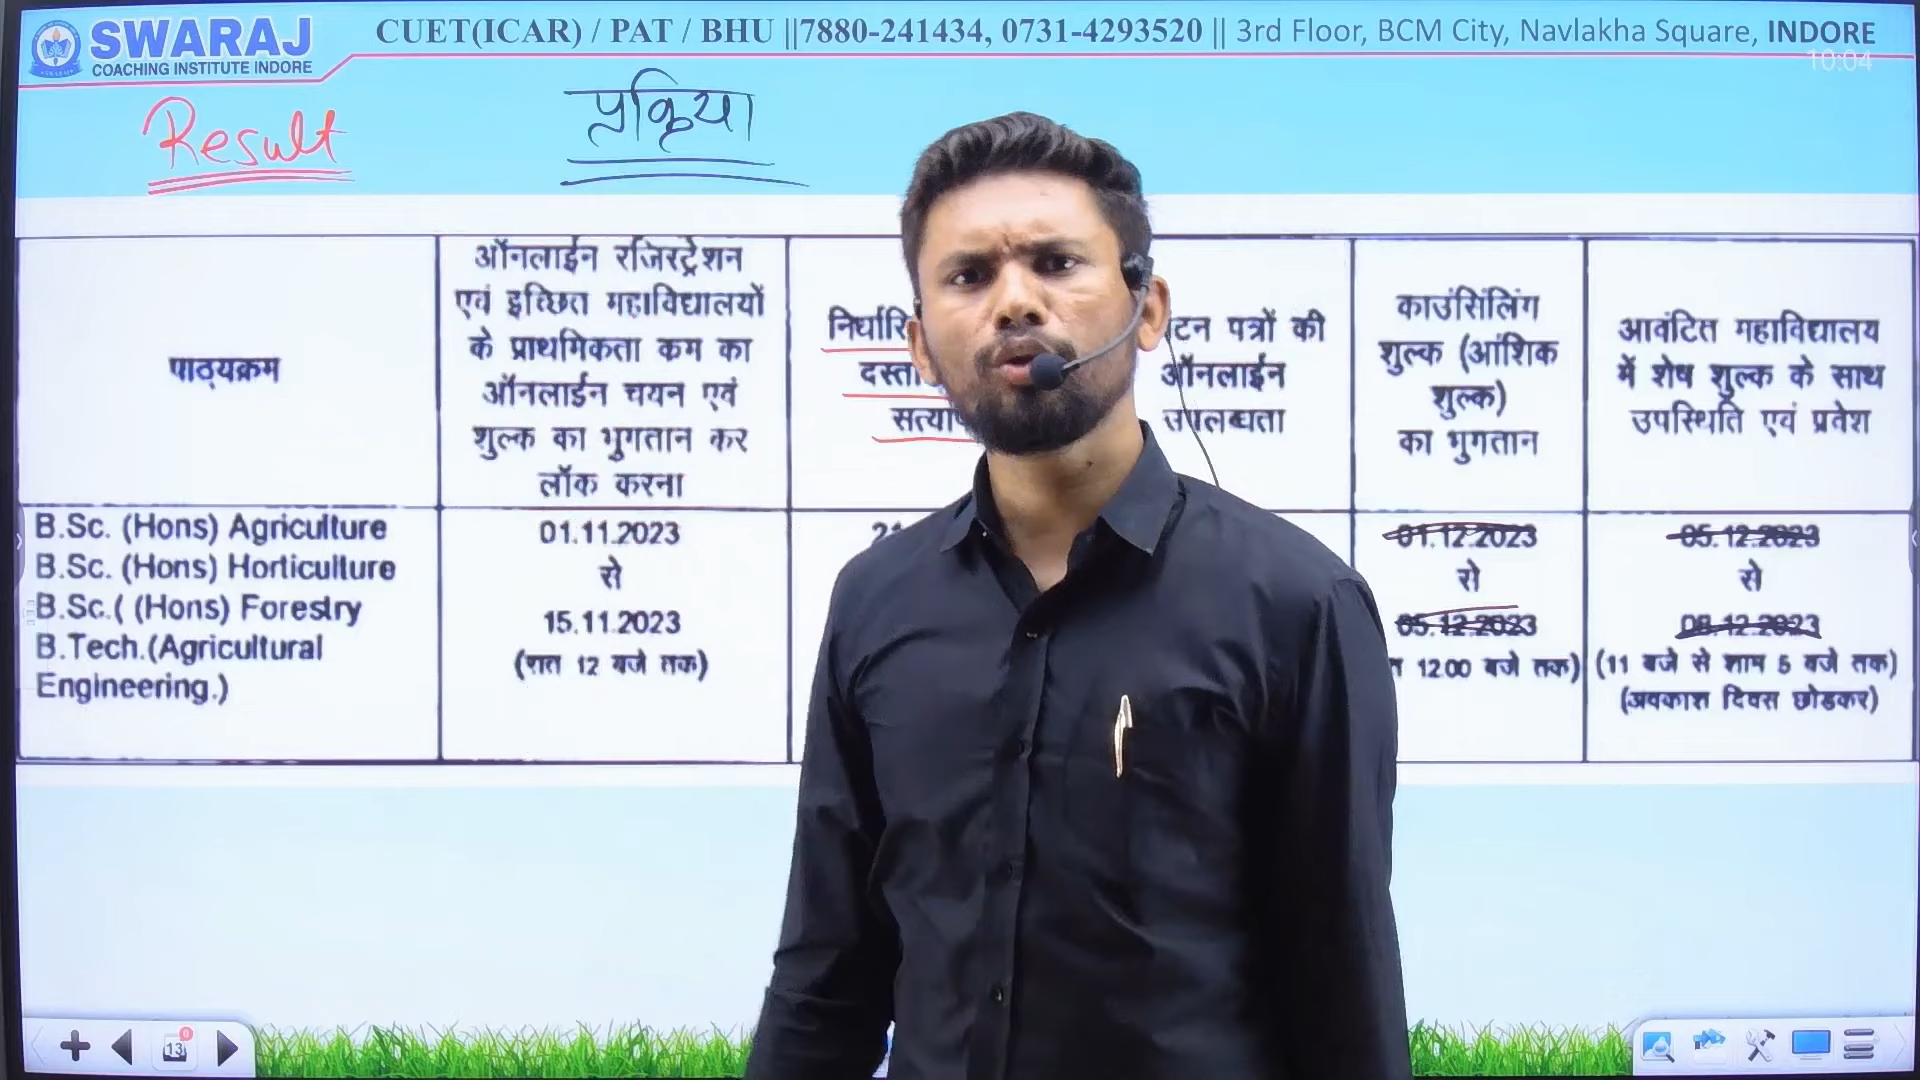 SWARAJ
COACHING INSTITUTE INDORE
CUET(ICAR) / PAT / BHU ||7880-241434, 0731-4293520 || 3rd Floor, BCM City, Navlakha Square, INDORE
10:04
Result
प्रक्रिया
पाठ्यक्रम
ऑनलाईन रजिस्ट्रेशन
एवं इच्छित महाविद्यालयों
के प्राथमिकता कम का
ऑनलाईन चयन एवं
शुल्क का भुगतान कर
लॉक करना
पत्रों की
ऑनलाईन
उपलब्धता
काउंसिलिंग
शुल्क (आंशिक
शुल्क)
का भुगतान
आवंटित महाविद्यालय
में शेष शुल्क के साथ
उपस्थिति एवं प्रवेश
B.Sc. (Hons) Agriculture
B.Sc. (Hons) Horticulture
B.Sc.( (Hons) Forestry
B.Tech.(Agricultural
Engineering.)
01.11.2023
से
15.11.2023
(रात 12 बजे तक)
01.12.2023
से
05.12.2023
12.00 बजे तक)
05.12.2023
से
08.12.2023
(11 बजे से शाम 5 बजे तक)
(अवकाश दिवस छोडकर)
13
0